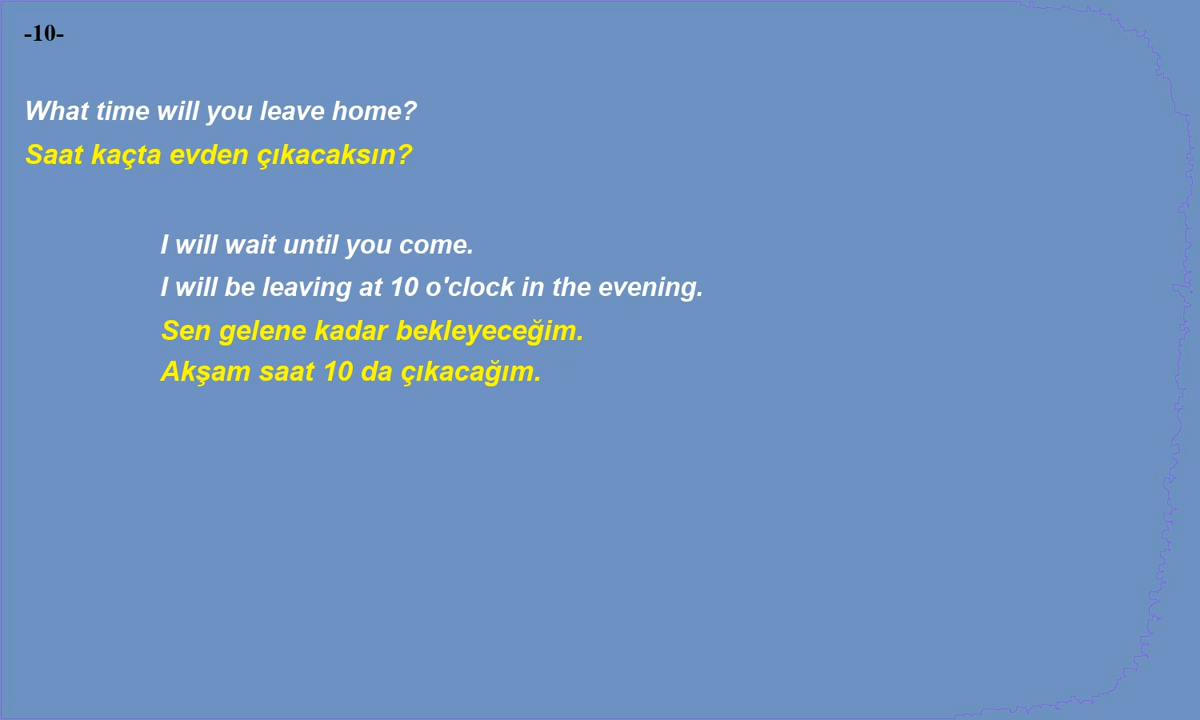 -10-
What time will you leave home?
Saat kaçta evden çıkacaksın?
I will wait until you come.
I will be leaving at 10 o'clock in the evening.
Sen gelene kadar bekleyeceğim.
Akşam saat 10 da çıkacağım.